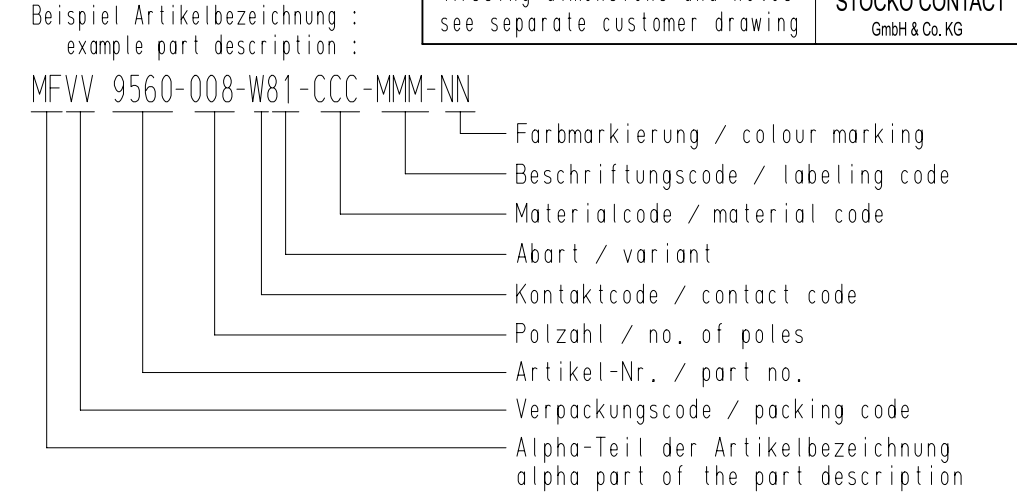 Beispiel Artikelbezeichnung :
example part description :
see separate customer drawing
STOCKO CONTACT
GmbH & Co. KG
MFVV 9560-008-W81-CCC-MMM-NN
Farbmarkierung / colour marking
Beschriftungscode / labeling code
Materialcode / material code
Abart / variant
Kontaktcode / contact code
Polzahl / no. of poles
Artikel-Nr. / part no.
Verpackungscode / packing code
Alpha-Teil der Artikelbezeichnung
alpha part of the part description